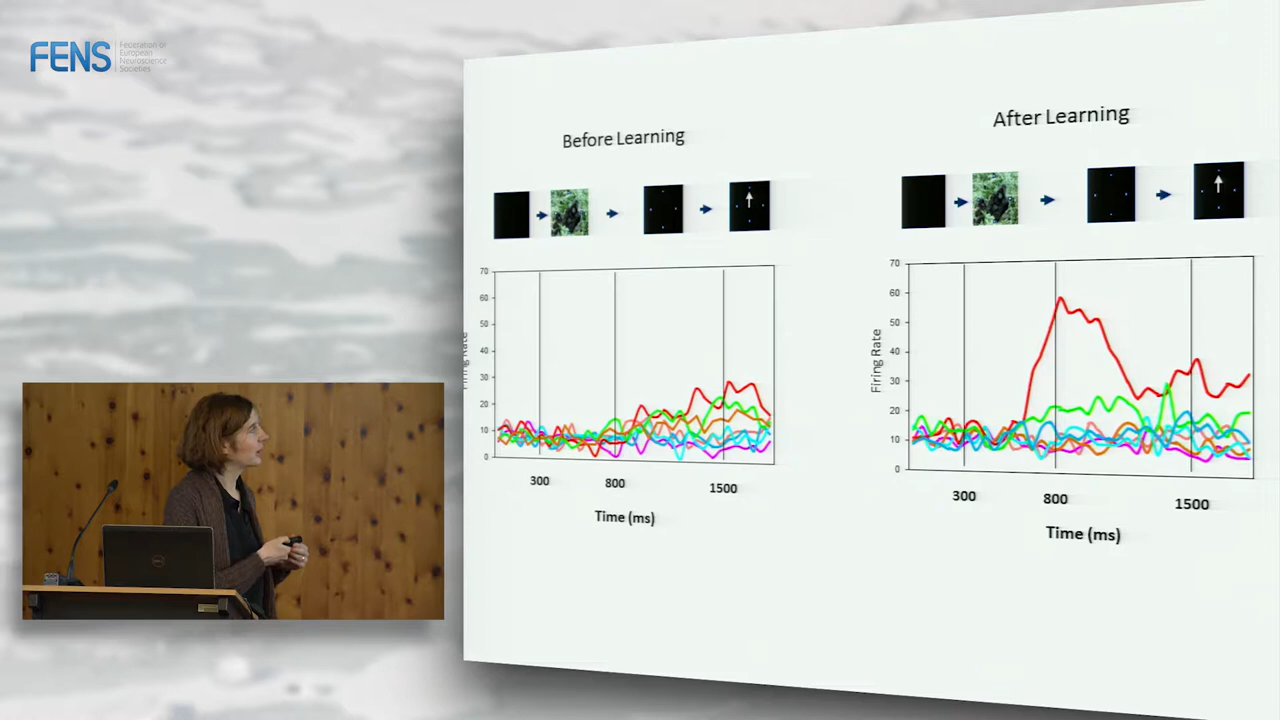 FENS
Federation of
European
Neuroscience
Societies
Before Learning
After Learning
70
60
50
40
30
20
10
0
Firing Rate
300
800
1500
Time (ms)
70
60
50
40
30
20
10
0
Firing Rate
300
800
1500
Time (ms)